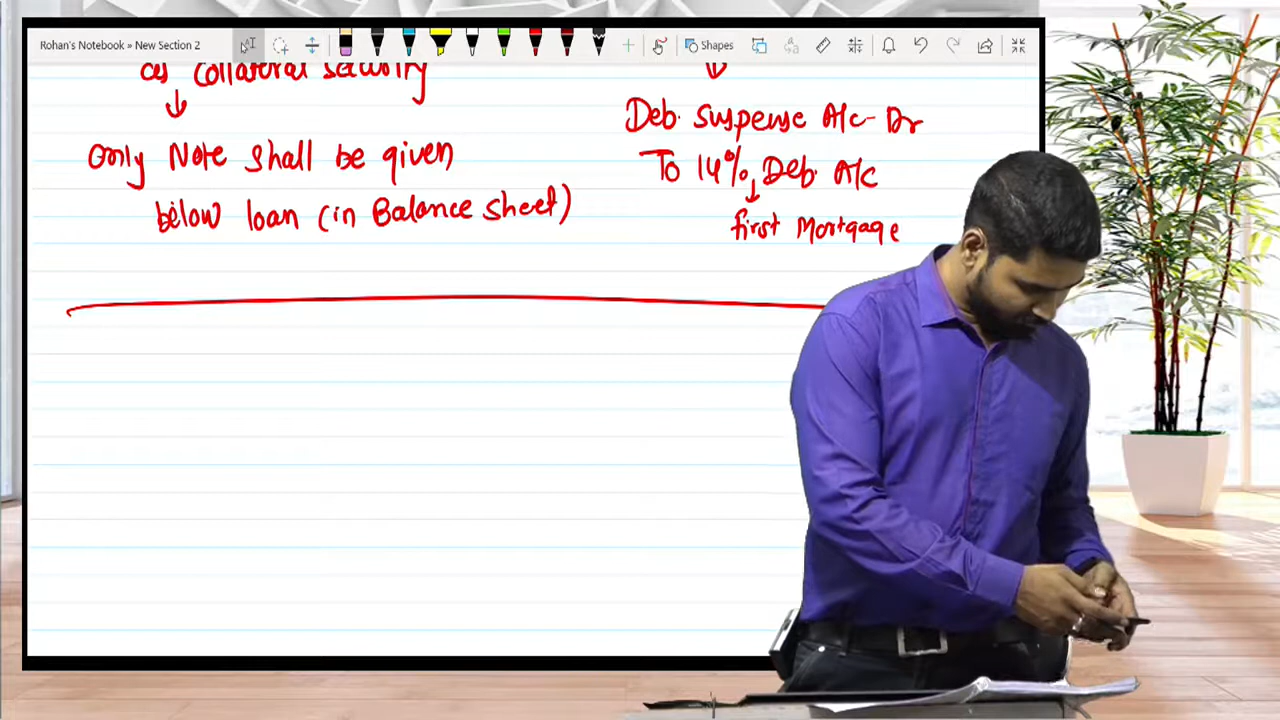 Rohan's Notebook » New Section 2
Shapes
as Collateral security
Only Note shall be given
below loan (in Balance sheet)
Deb. Suspense A/c - Dr
To 14% Deb. A/c
first Mortgage